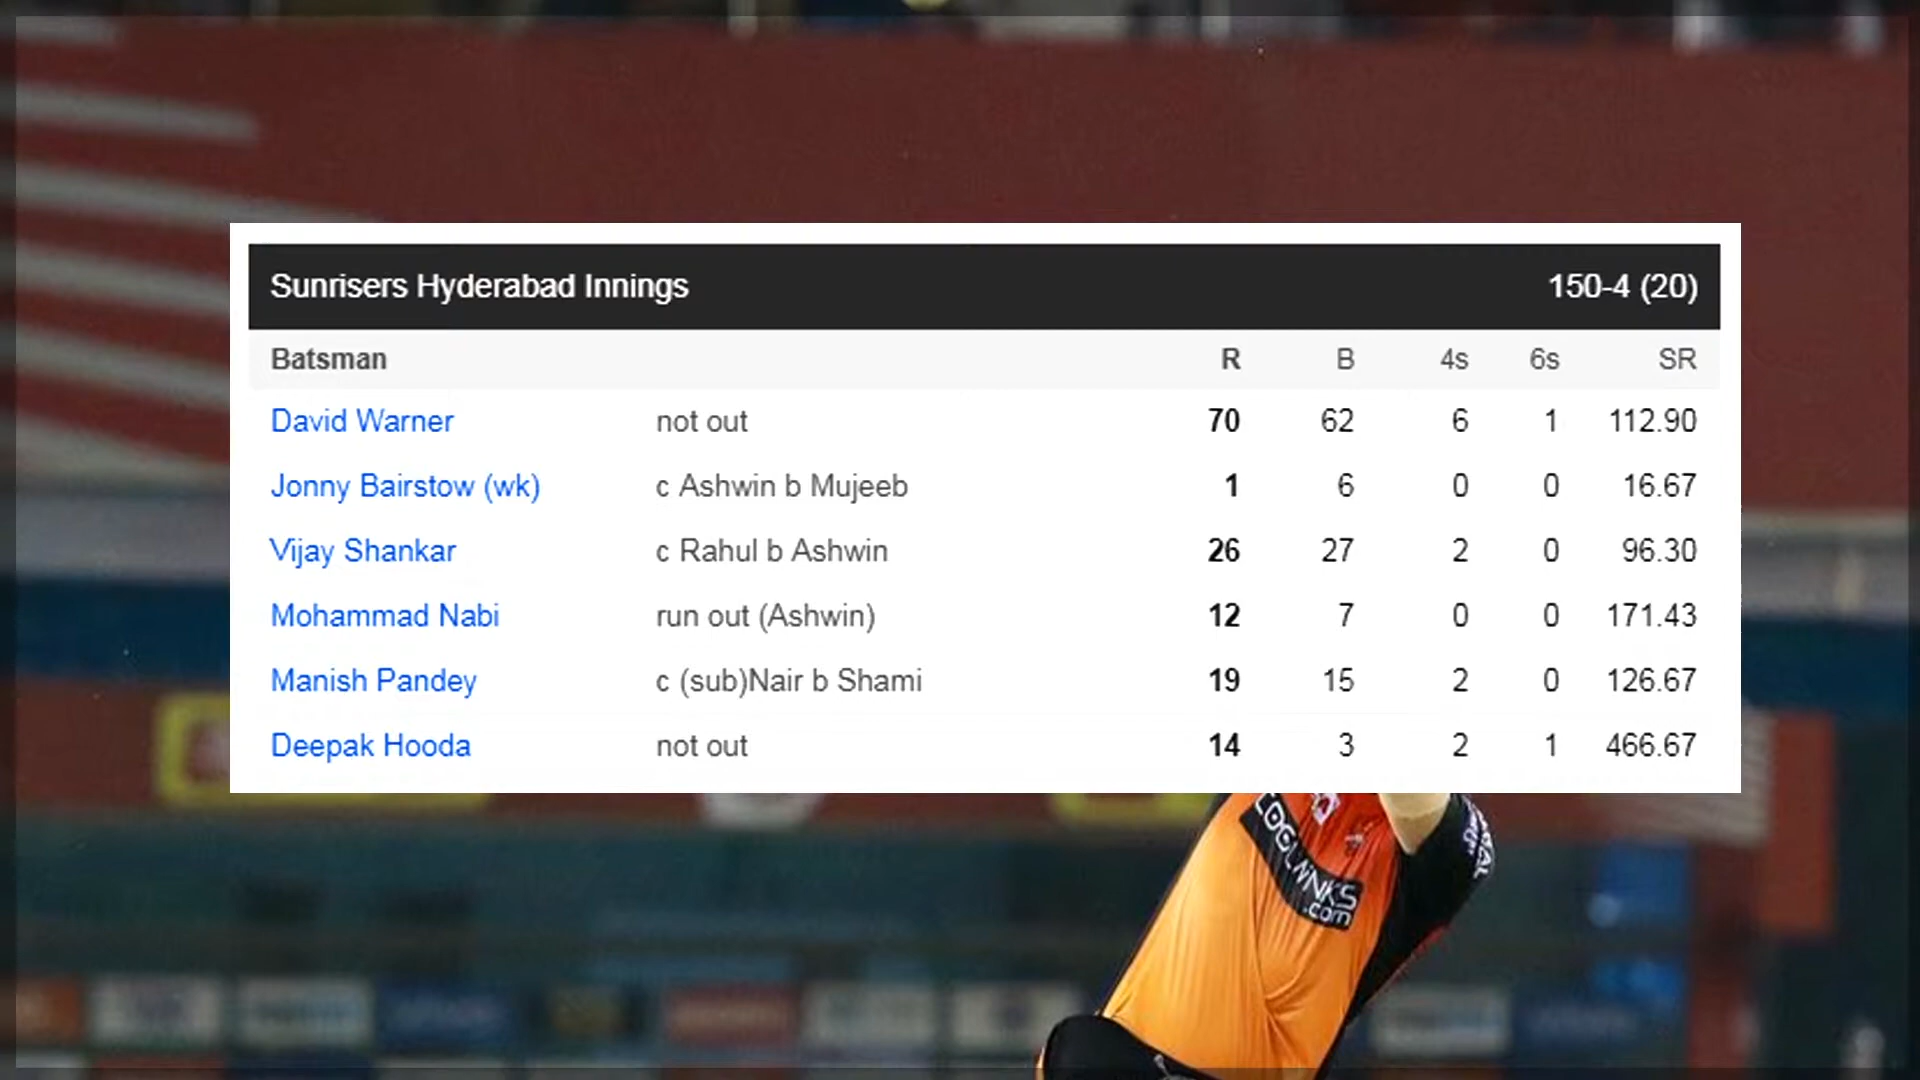 Sunrisers Hyderabad Innings 150-4 (20)
Batsman R B 4s 6s SR
David Warner not out 70 62 6 1 112.90
Jonny Bairstow (wk) c Ashwin b Mujeeb 1 6 0 0 16.67
Vijay Shankar c Rahul b Ashwin 26 27 2 0 96.30
Mohammad Nabi run out (Ashwin) 12 7 0 0 171.43
Manish Pandey c (sub)Nair b Shami 19 15 2 0 126.67
Deepak Hooda not out 14 3 2 1 466.67
.com